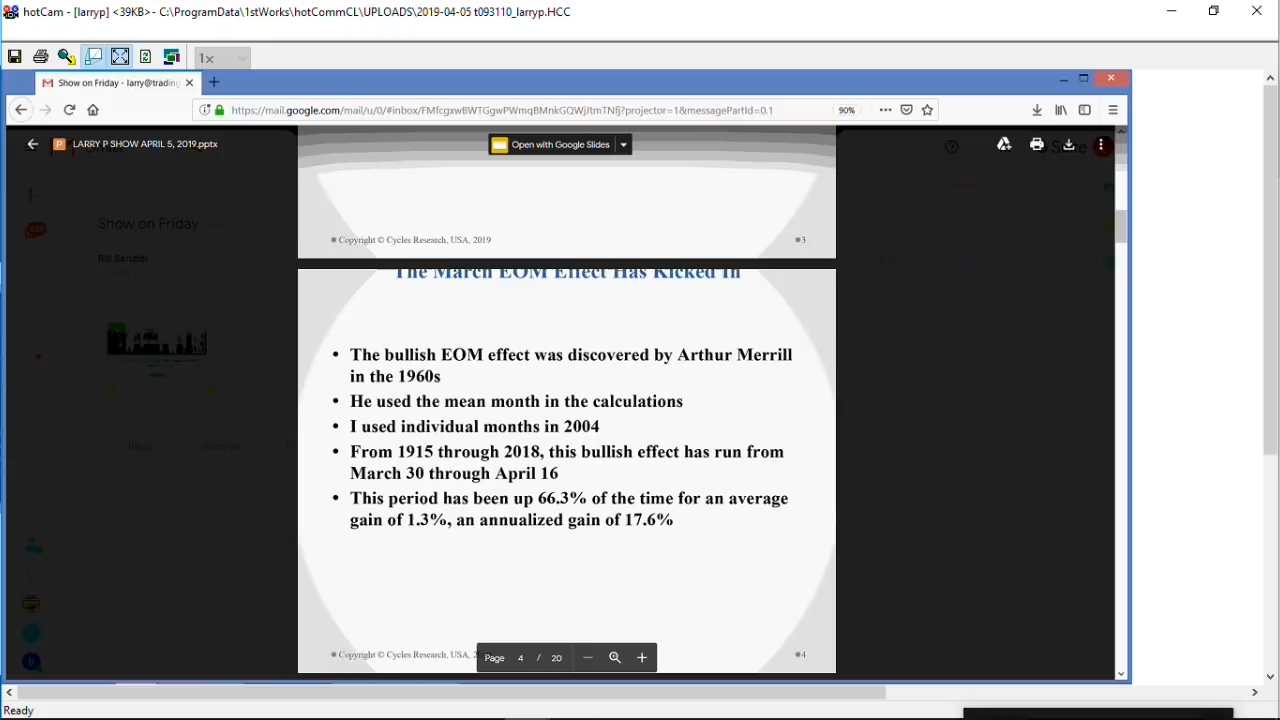 hotCam - [larryp] <39KB>- C:\ProgramData\1stWorks\hotCommCL\UPLOADS\2019-04-05 t093110_larryp.HCC
1x
Show on Friday - larry@trading
https://mail.google.com/mail/u/0/#inbox/FMfcgxwBWTGgwPWmqBMnkGQWjJtmTNfj?projector=1&messagePartId=0.1
90%
LARRY P SHOW APRIL 5, 2019.pptx
Open with Google Slides
Show on Friday
Bill Sarubbi
Copyright © Cycles Research, USA, 2019
3
The March EOM Effect Has Kicked In
• The bullish EOM effect was discovered by Arthur Merrill
in the 1960s
• He used the mean month in the calculations
• I used individual months in 2004
• From 1915 through 2018, this bullish effect has run from
March 30 through April 16
• This period has been up 66.3% of the time for an average
gain of 1.3%, an annualized gain of 17.6%
Copyright © Cycles Research, USA, 2
4
Page 4 / 20
Ready